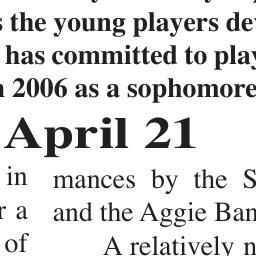 the young players
has committed to
2006 as a sophomore
April 21
in
mances by the
r a
and the Aggie
of
A relatively